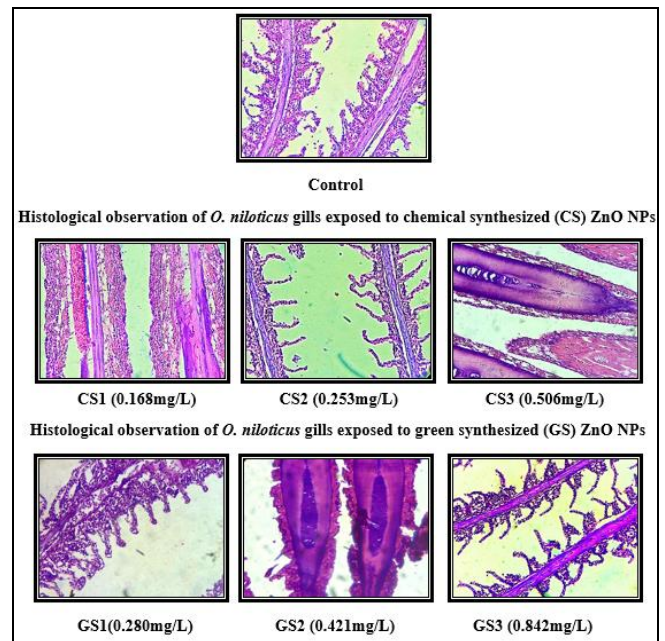 Control
Histological observation of O. niloticus gills exposed to chemical synthesized (CS) ZnO NPs
CS1 (0.168mg/L) CS2 (0.253mg/L) CS3 (0.506mg/L)
Histological observation of O. niloticus gills exposed to green synthesized (GS) ZnO NPs
GS1(0.280mg/L) GS2 (0.421mg/L) GS3 (0.842mg/L)